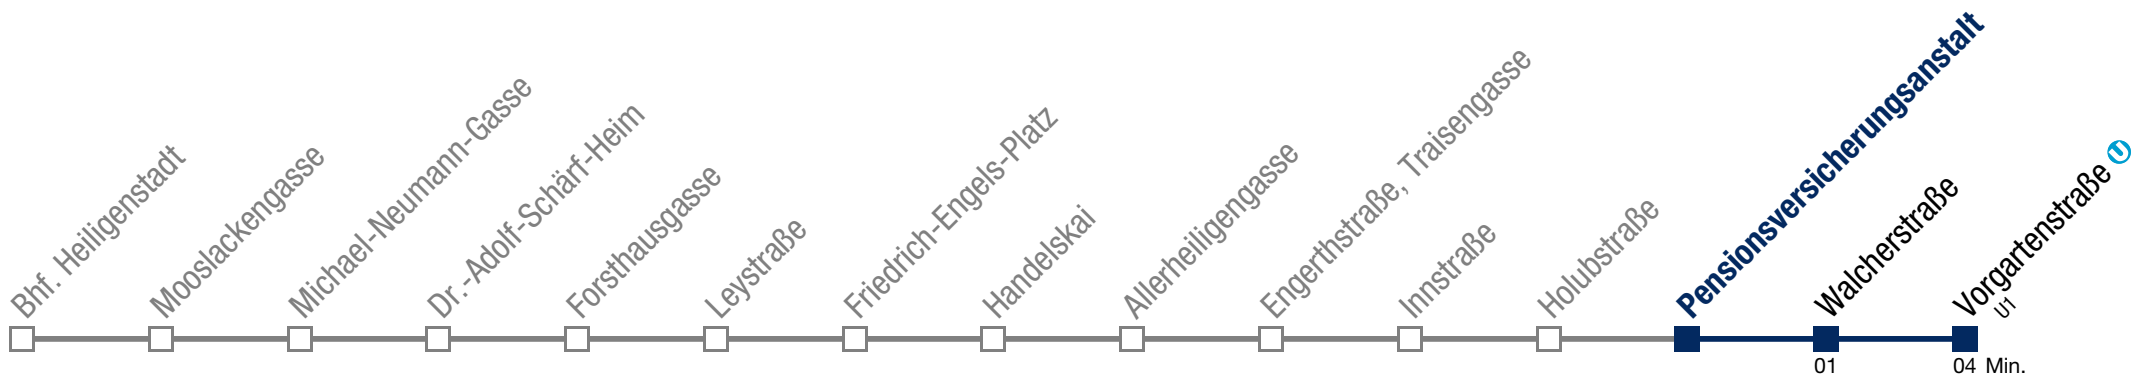 Bhf. Heiligenstadt
Mooslackengasse
Michael-Neumann-Gasse
Dr.-Adolf-Schärf-Heim
Forsthausgasse
Leystraße
Friedrich-Engels-Platz
Handelskai
Allerheiligengasse
Engerthstraße, Traisengasse
Innstraße
Holubstraße
Pensionsversicherungsanstalt
Walcherstraße
Vorgartenstraße U
U1
01
04 Min.